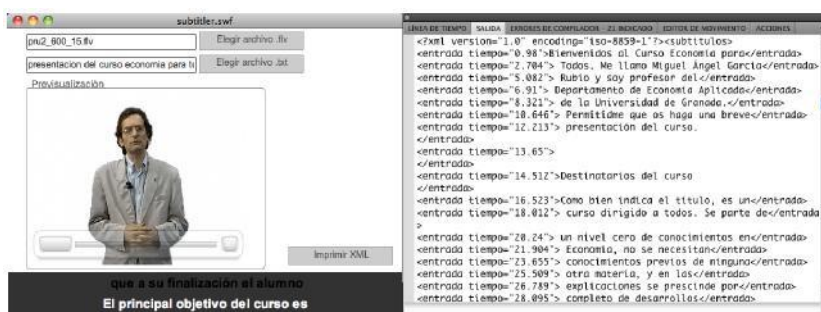 subtitler.swf
pru2_600_15.flv
Elegir archivo .flv
presentacion del curso economia para t
Elegir archivo .txt
Previsualización
Imprimir XML
que a su finalización el alumno
El principal objetivo del curso es
LÍNEA DE TIEMPO SALIDA ERRORES DE COMPILADOR - 21 INDICADO EDITOR DE MOVIMIENTO ACCIONES
<?xml version="1.0" encoding="iso-8859-1"?><subtitulos>
<entrada tiempo="0.98">Bienvenidos al Curso Economia para</entrada>
<entrada tiempo="2.704"> Todos. Me llamo Miguel Ángel García</entrada>
<entrada tiempo="5.082"> Rubio y soy profesor del</entrada>
<entrada tiempo="6.91"> Departamento de Economía Aplicada</entrada>
<entrada tiempo="8.321"> de la Universidad de Granada.</entrada>
<entrada tiempo="10.646"> Permitidme que os haga una breve</entrada>
<entrada tiempo="12.213"> presentación del curso.
</entrada>
<entrada tiempo="13.65">
</entrada>
<entrada tiempo="14.512">Destinatarios del curso
</entrada>
<entrada tiempo="16.523">Como bien indica el título, es un</entrada>
<entrada tiempo="18.012"> curso dirigido a todos. Se parte de</entrada
>
<entrada tiempo="20.24"> un nivel cero de conocimientos en</entrada>
<entrada tiempo="21.904"> Economía, no se necesitan</entrada>
<entrada tiempo="23.655"> conocimientos previos de ninguna</entrada>
<entrada tiempo="25.509"> otra materia, y en las</entrada>
<entrada tiempo="26.789"> explicaciones se prescinde por</entrada>
<entrada tiempo="28.095"> completo de desarrollos</entrada>